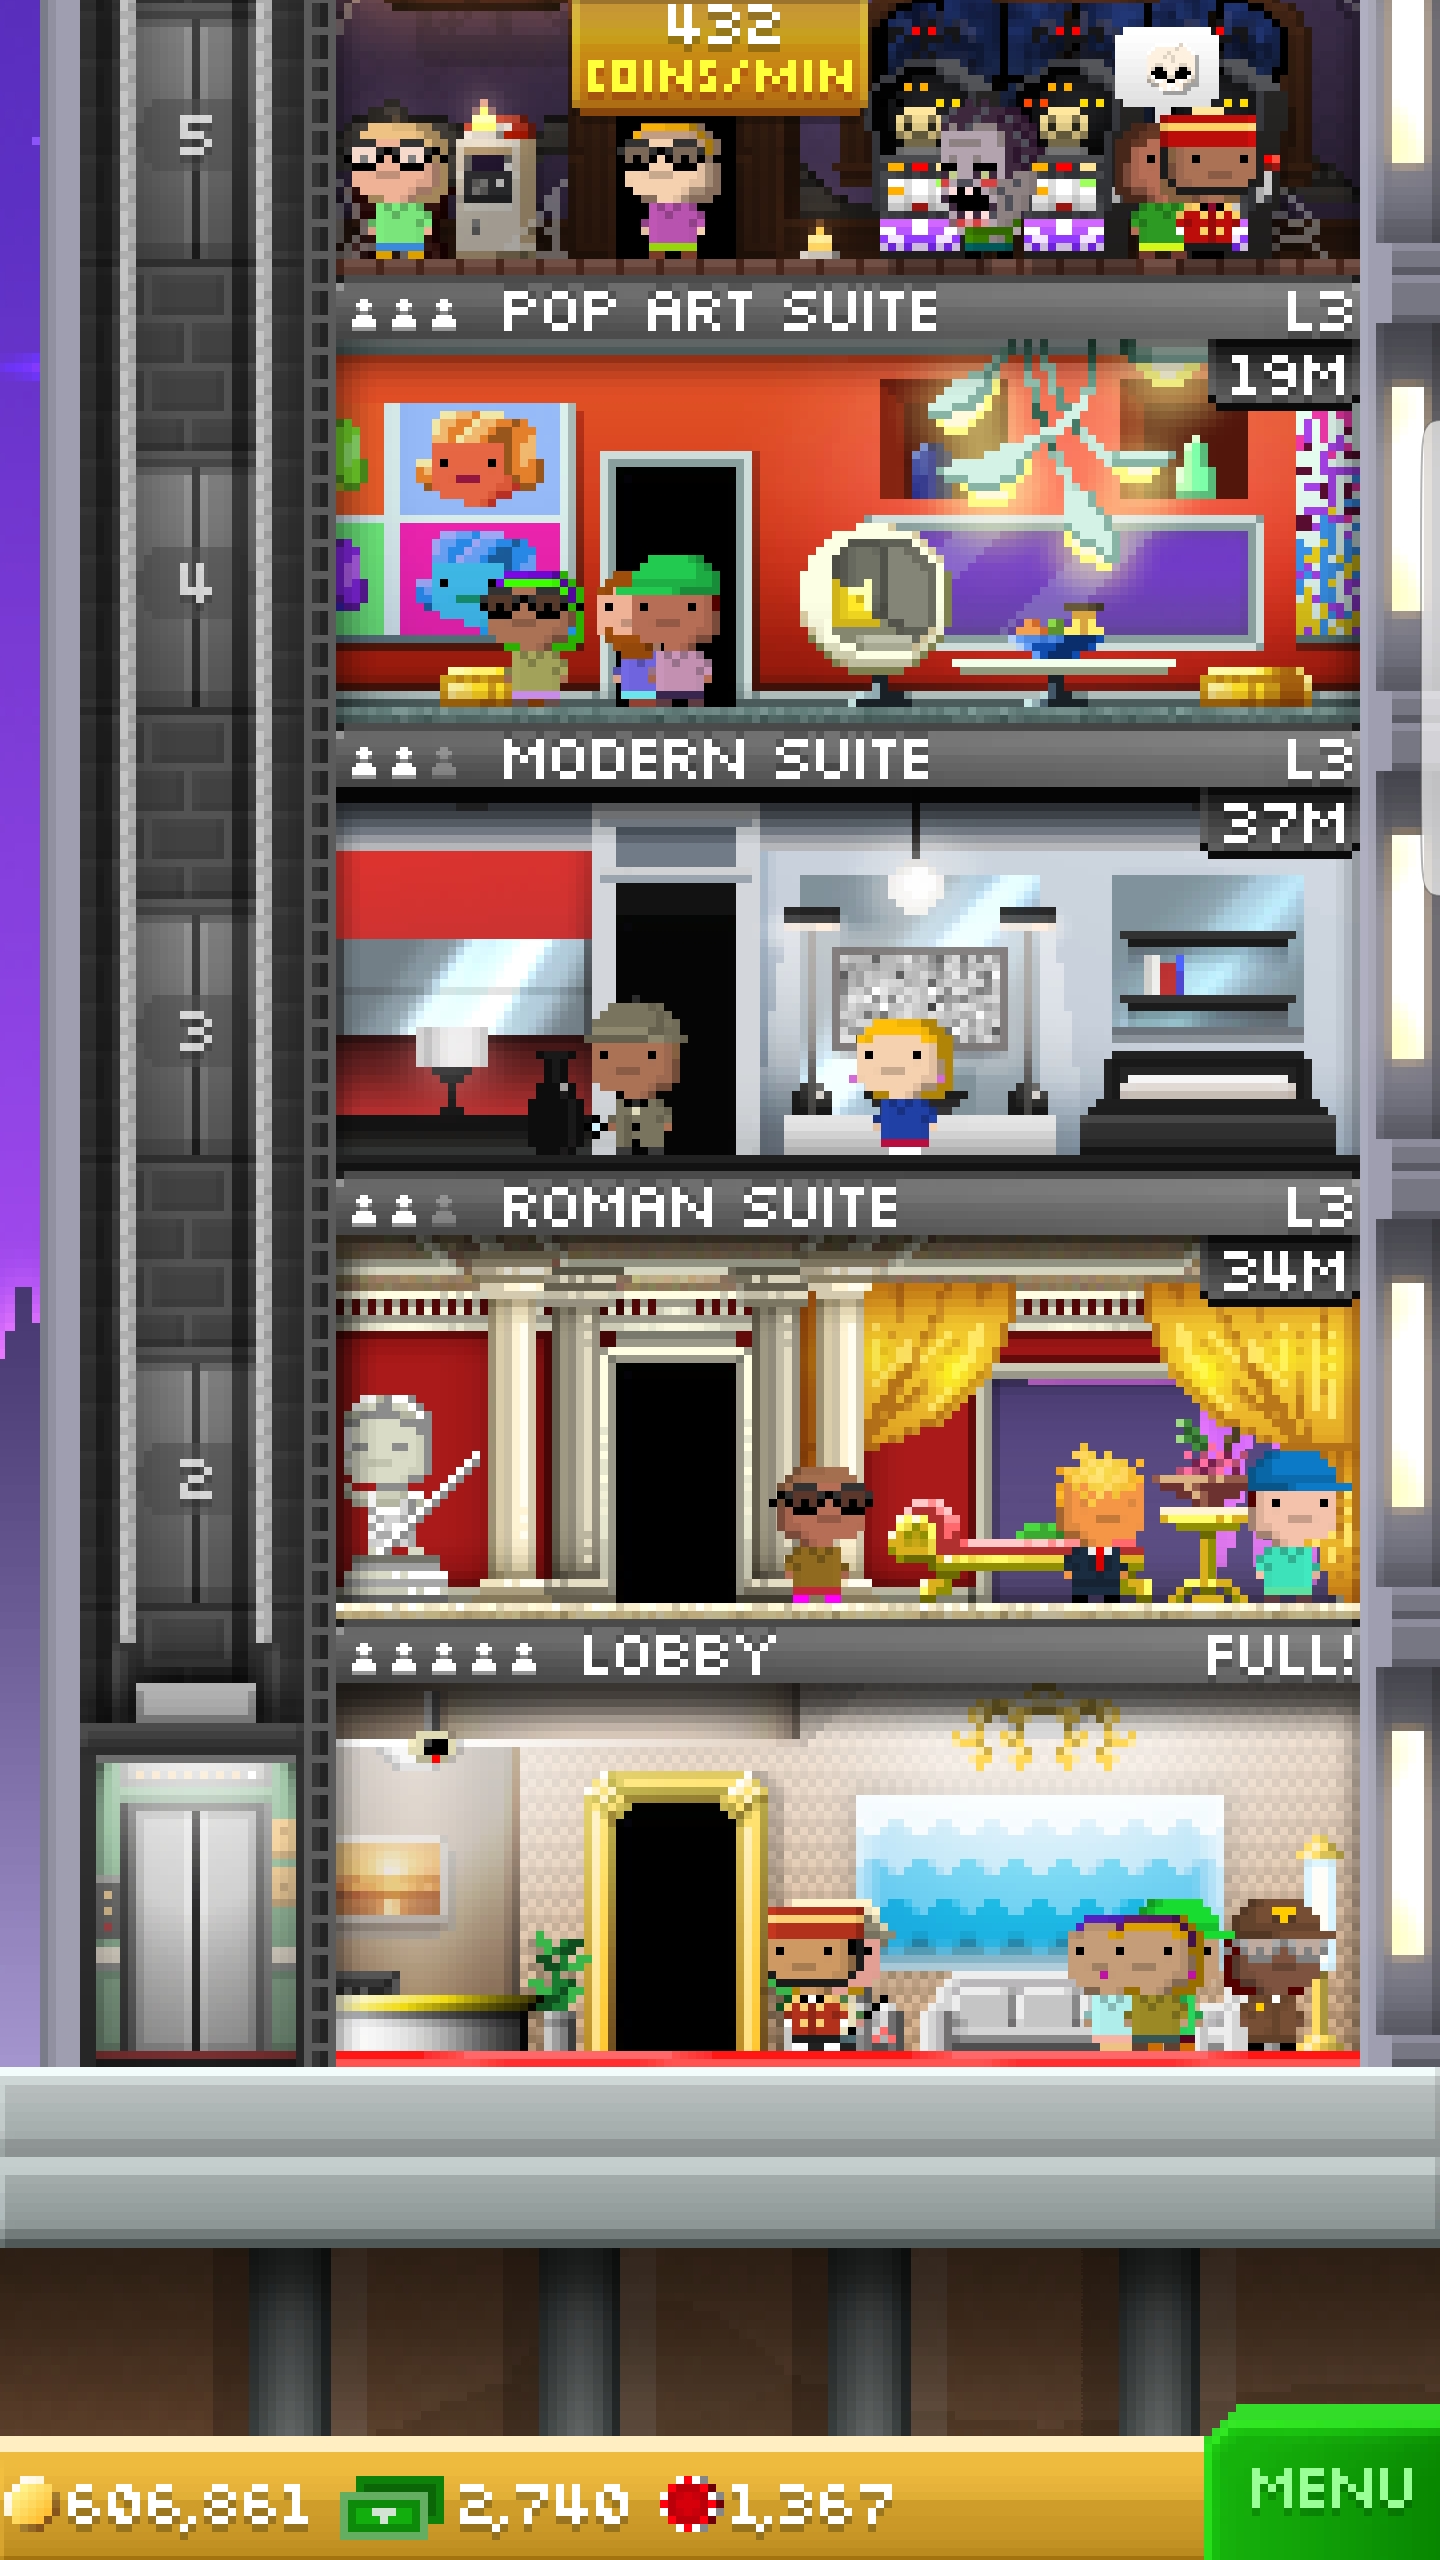 432
COINS/MIN
5
POP ART SUITE L3
19M
4
MODERN SUITE L3
37M
3
ROMAN SUITE L3
34M
2
LOBBY FULL!
606,861 2,740 1,367 MENU